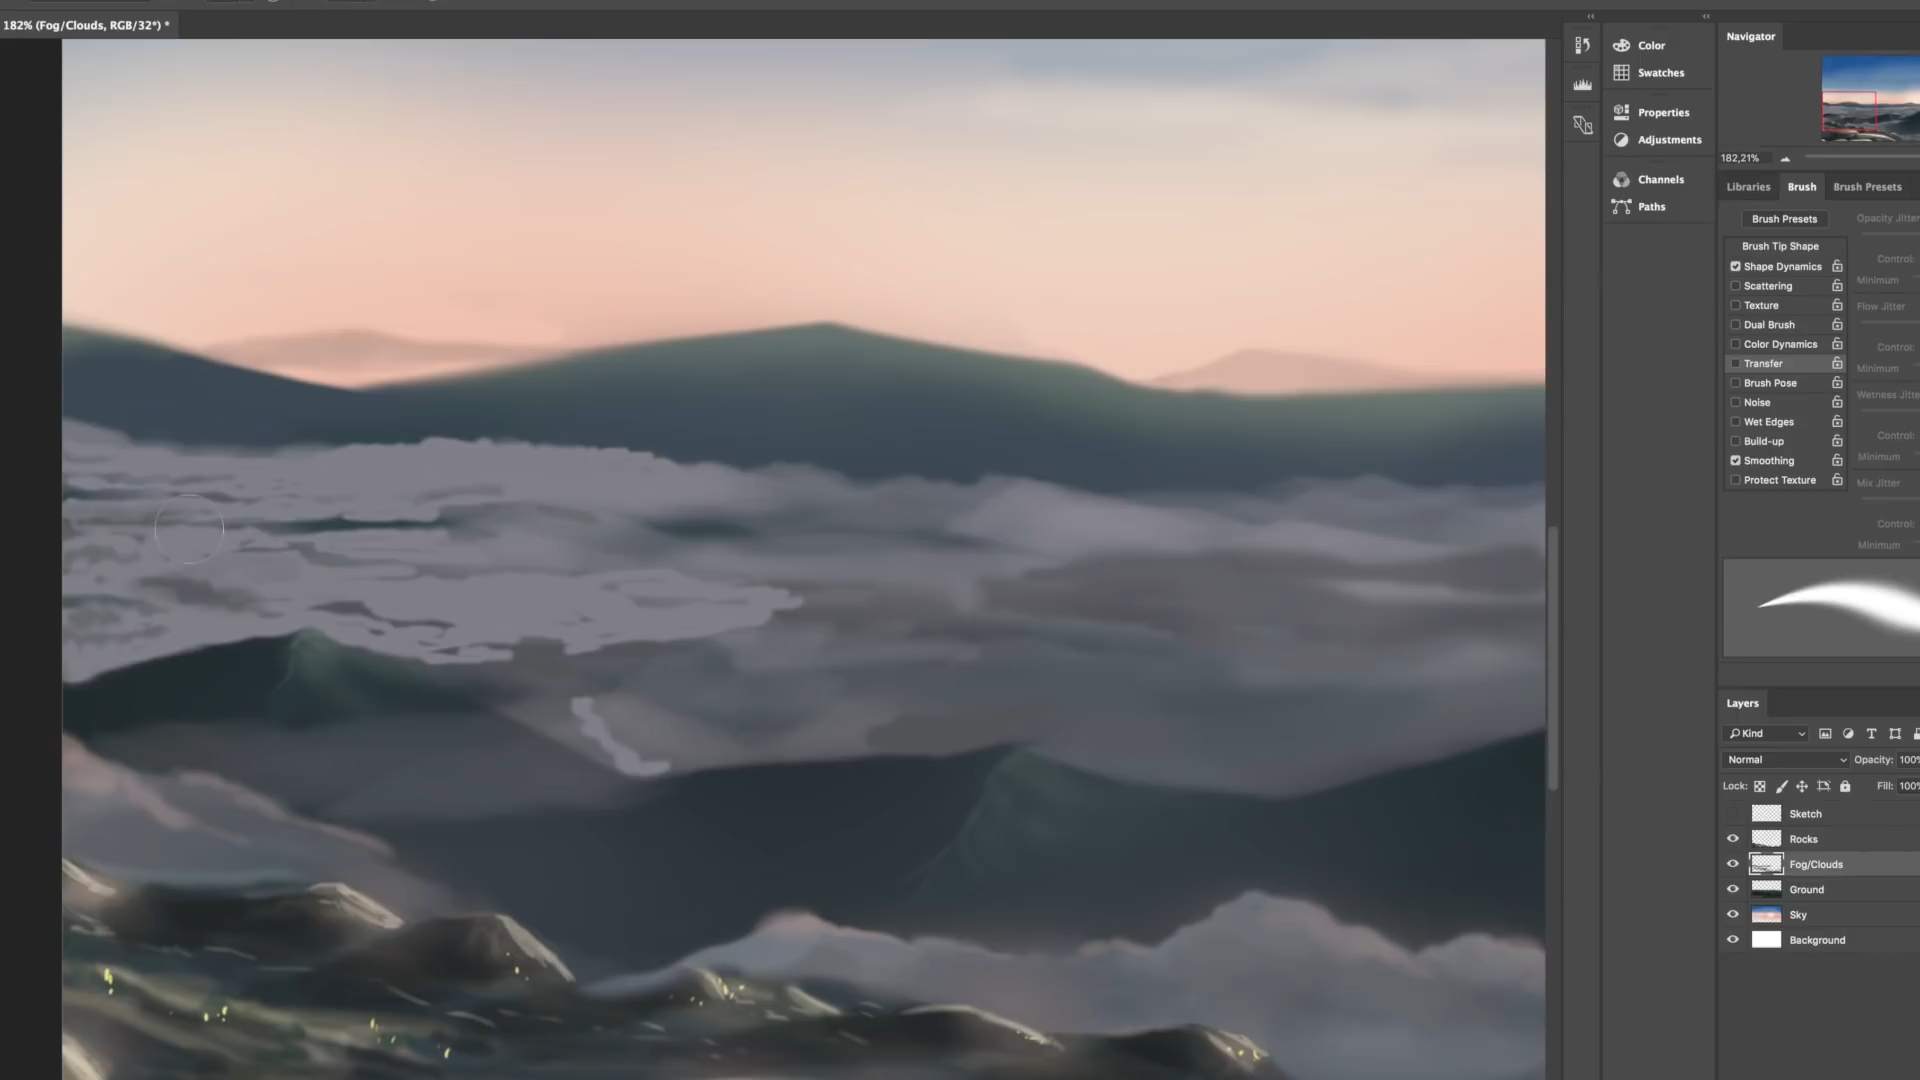 182% (Fog/Clouds, RGB/32*) *
Color
Swatches
Properties
Adjustments
Channels
Paths
Navigator
182,21%
Libraries Brush Brush Presets
Brush Presets
Opacity Jitter
Brush Tip Shape
Control:
Shape Dynamics
Minimum
Scattering
Texture
Flow Jitter
Dual Brush
Color Dynamics
Control:
Transfer
Minimum
Brush Pose
Wetness Jitte
Noise
Wet Edges
Control:
Build-up
Minimum
Smoothing
Protect Texture
Mix Jitter
Control:
Minimum
Layers
Kind
Normal Opacity: 100%
Lock: Fill: 100%
Sketch
Rocks
Fog/Clouds
Ground
Sky
Background